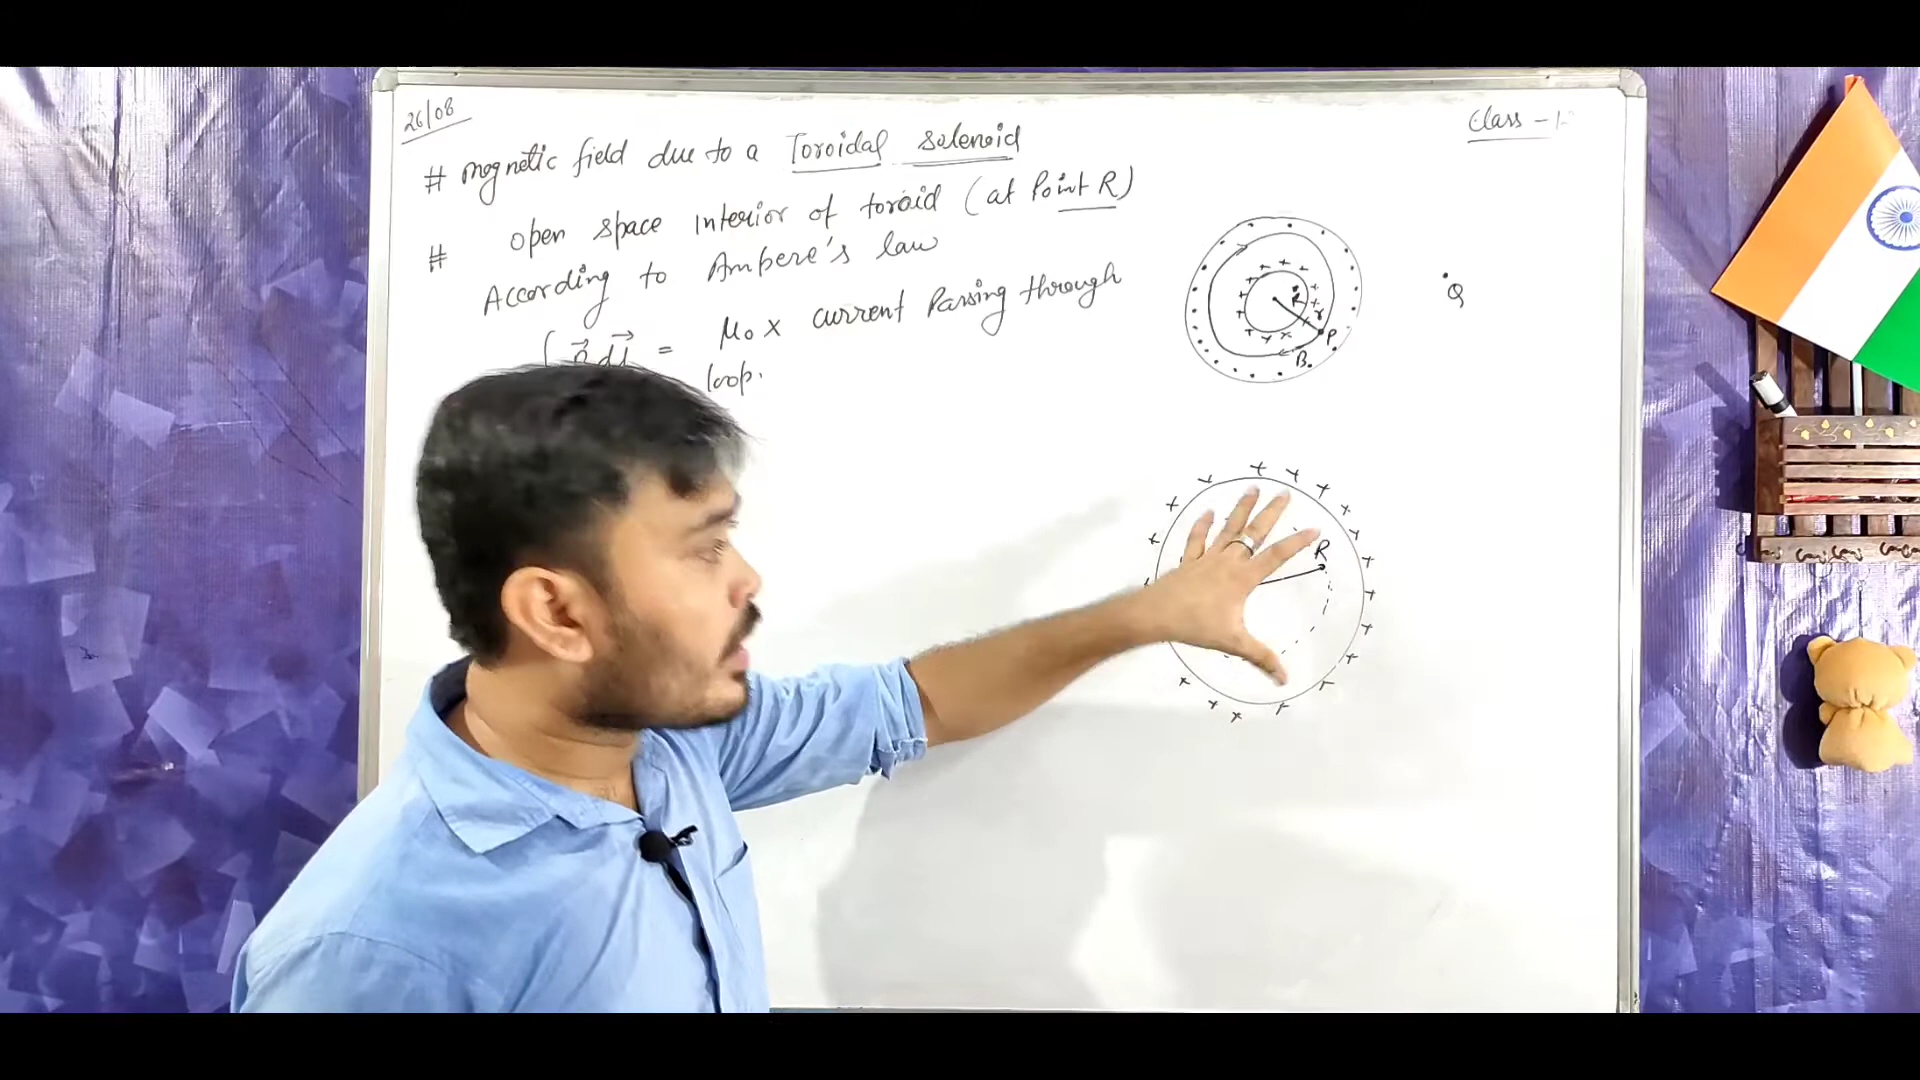 26/08
Class - 12
# magnetic field due to a Toroidal solenoid
# open space interior of toroid (at Point R)
According to Ampere's law
∫ B⃗ dl⃗ = μ₀ x current Passing through
loop.
R
r
P
B
Q
R